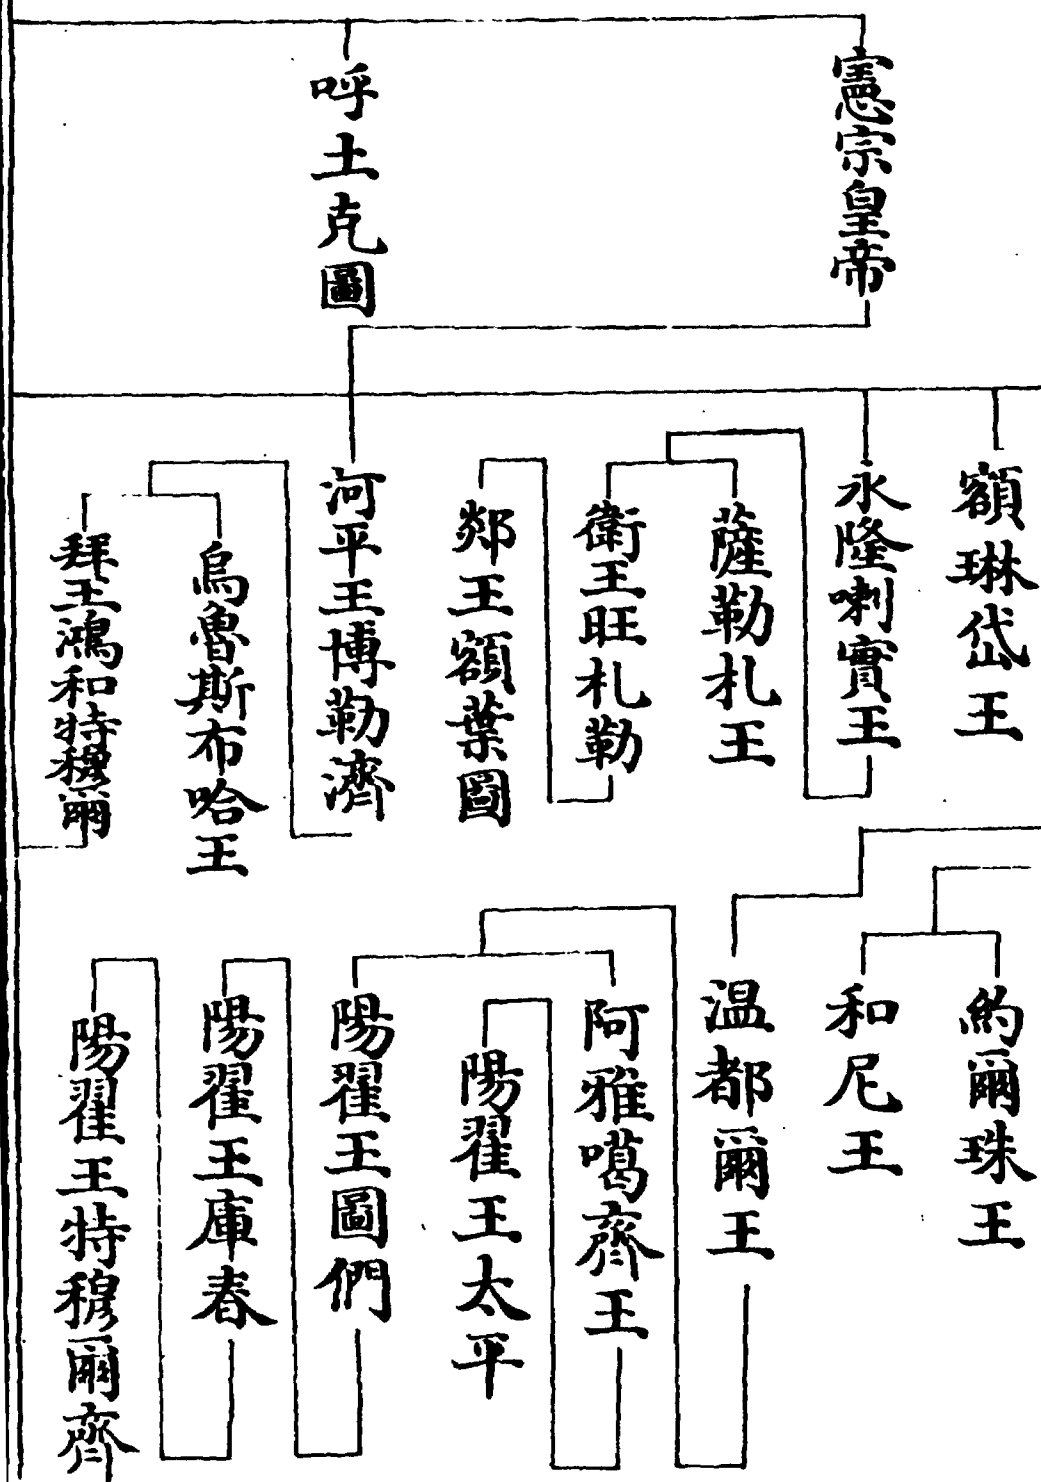 憲宗皇帝
呼土克圖
額琳岱王
永隆喇實王
薩勒札王
衛王旺札勒
郯王額葉圖
河平王博勒濟
烏魯斯布哈王
拜王鴻和特穆爾
約爾珠王
和尼王
温都爾王
阿雅噶齊王
陽翟王太平
陽翟王圖們
陽翟王庫春
陽翟王特穆爾齊